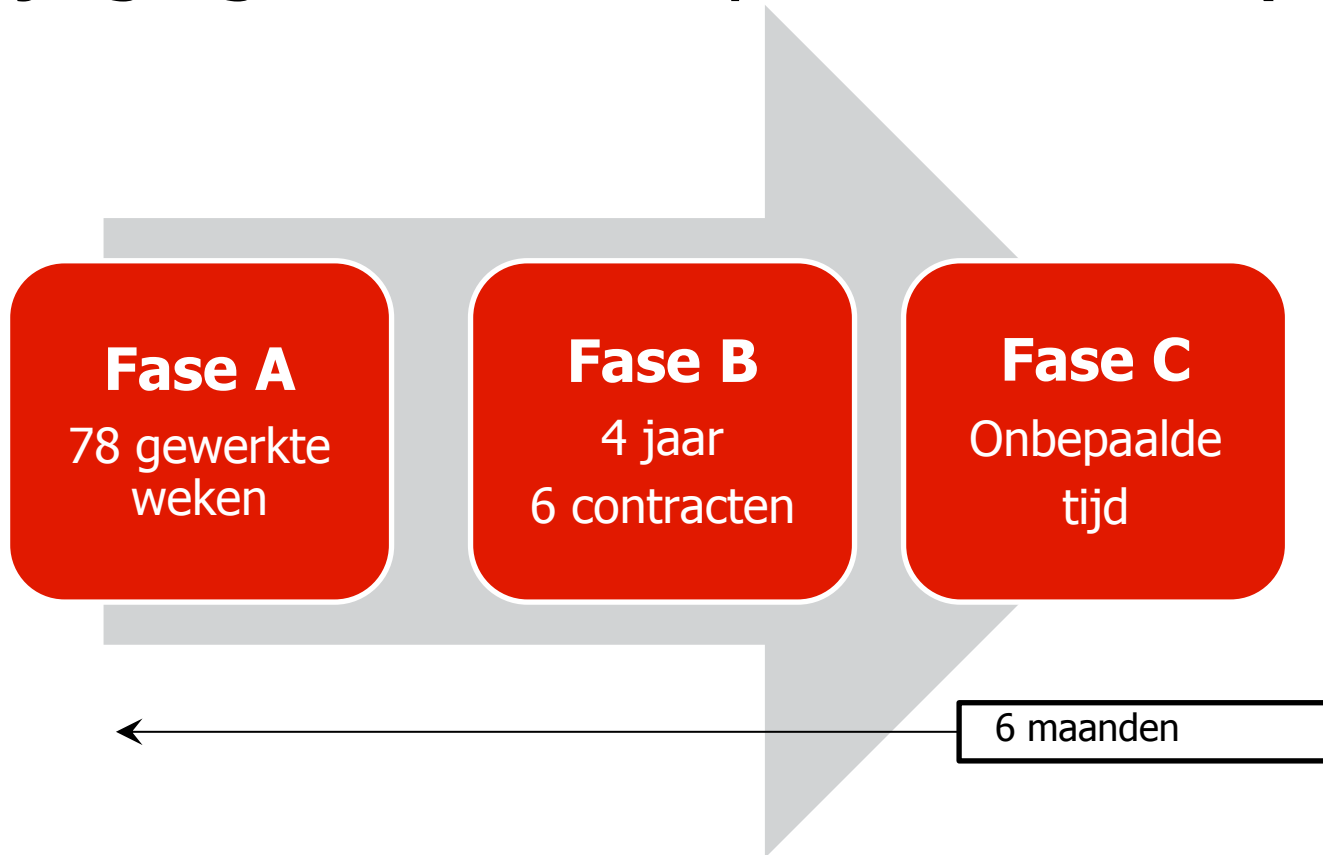 Fase A
78 gewerkte
weken
Fase B
4 jaar
6 contracten
Fase C
Onbepaalde
tijd
6 maanden